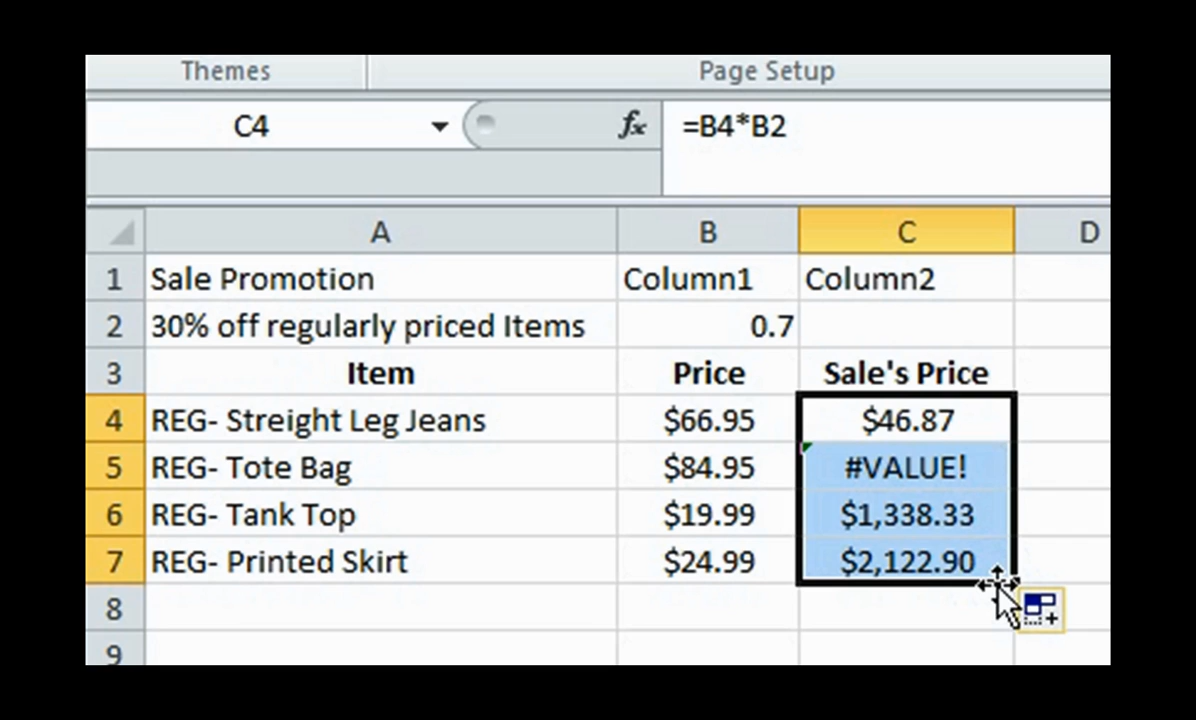 Themes Page Setup
C4 fx =B4*B2
A B C D
1 Sale Promotion Column1 Column2
2 30% off regularly priced Items 0.7
3 Item Price Sale's Price
4 REG- Streight Leg Jeans $66.95 $46.87
5 REG- Tote Bag $84.95 #VALUE!
6 REG- Tank Top $19.99 $1,338.33
7 REG- Printed Skirt $24.99 $2,122.90
8
9